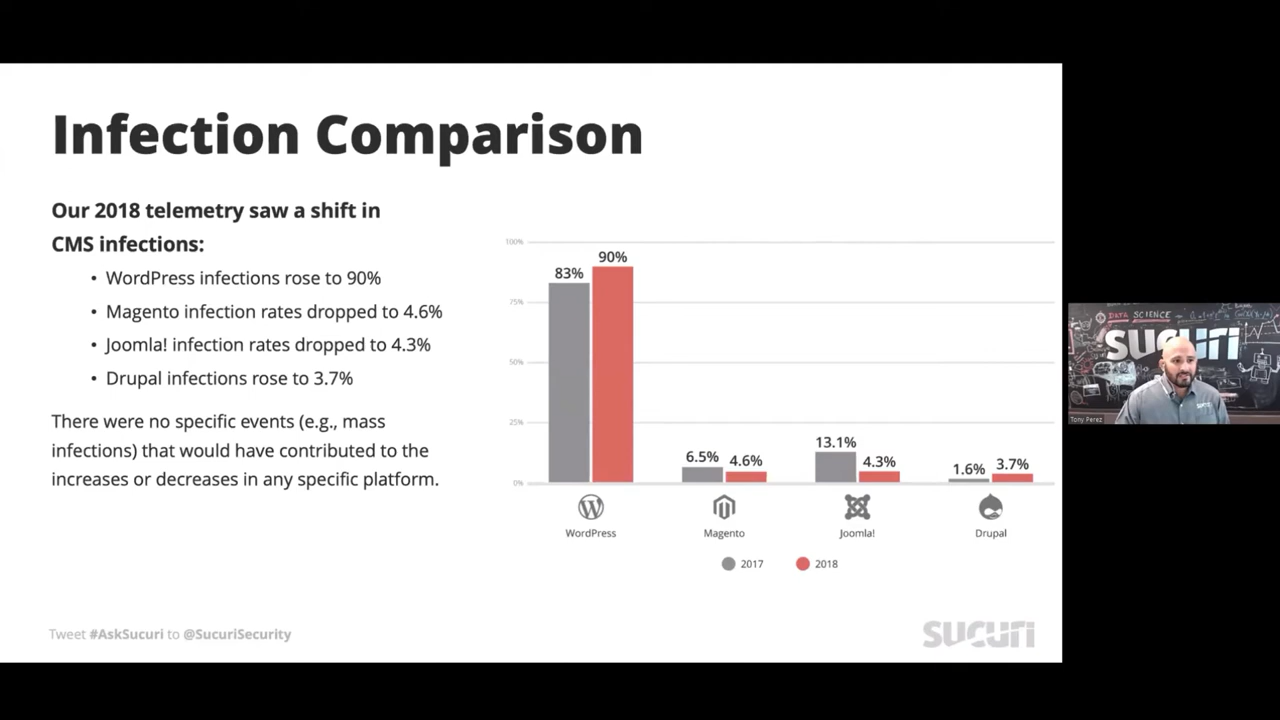 Infection Comparison
Our 2018 telemetry saw a shift in
CMS infections:
• WordPress infections rose to 90%
• Magento infection rates dropped to 4.6%
• Joomla! infection rates dropped to 4.3%
• Drupal infections rose to 3.7%
There were no specific events (e.g., mass
infections) that would have contributed to the
increases or decreases in any specific platform.
100%
75%
50%
25%
0%
83%
90%
6.5%
4.6%
13.1%
4.3%
1.6%
3.7%
WordPress
Magento
Joomla!
Drupal
2017
2018
Tweet #AskSucuri to @SucuriSecurity
SUCURI
DATA SCIENCE
SUCURI
Tony Perez